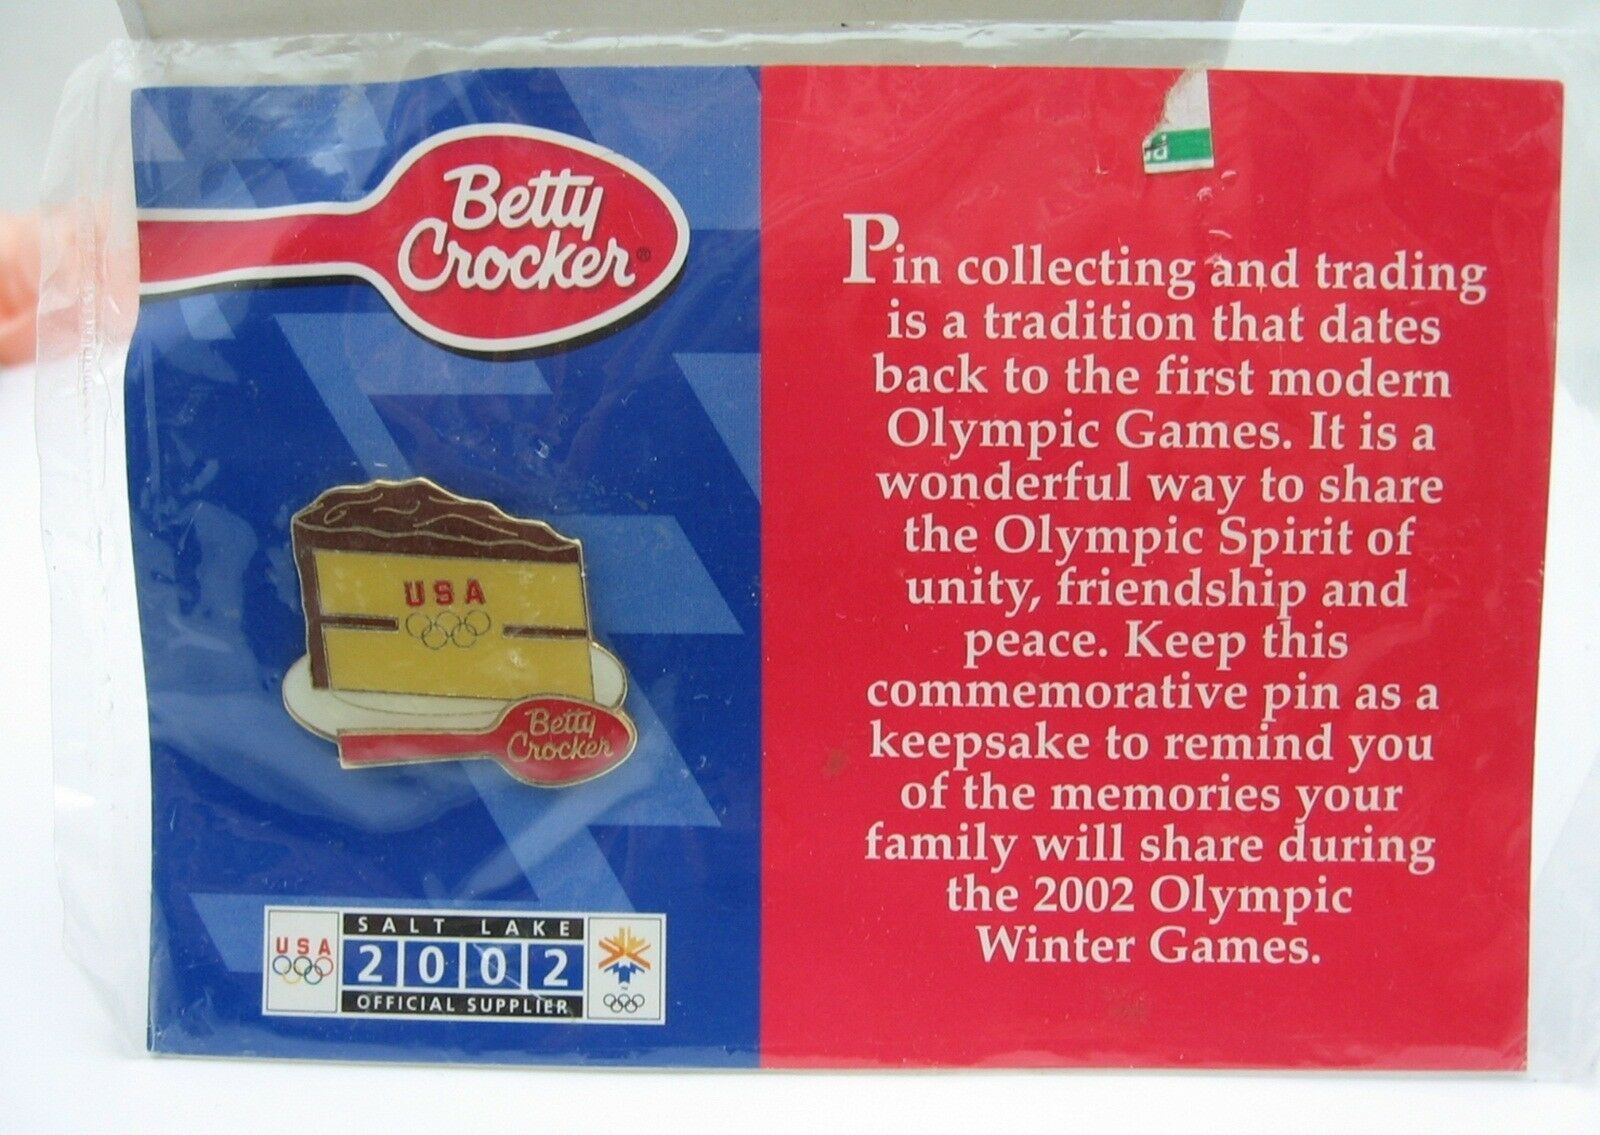 Betty
Crocker®
USA
Betty
Crocker
USA
SALT LAKE
2002
OFFICIAL SUPPLIER
Pin collecting and trading
is a tradition that dates
back to the first modern
Olympic Games. It is a
wonderful way to share
the Olympic Spirit of
unity, friendship and
peace. Keep this
commemorative pin as a
keepsake to remind you
of the memories your
family will share during
the 2002 Olympic
Winter Games.